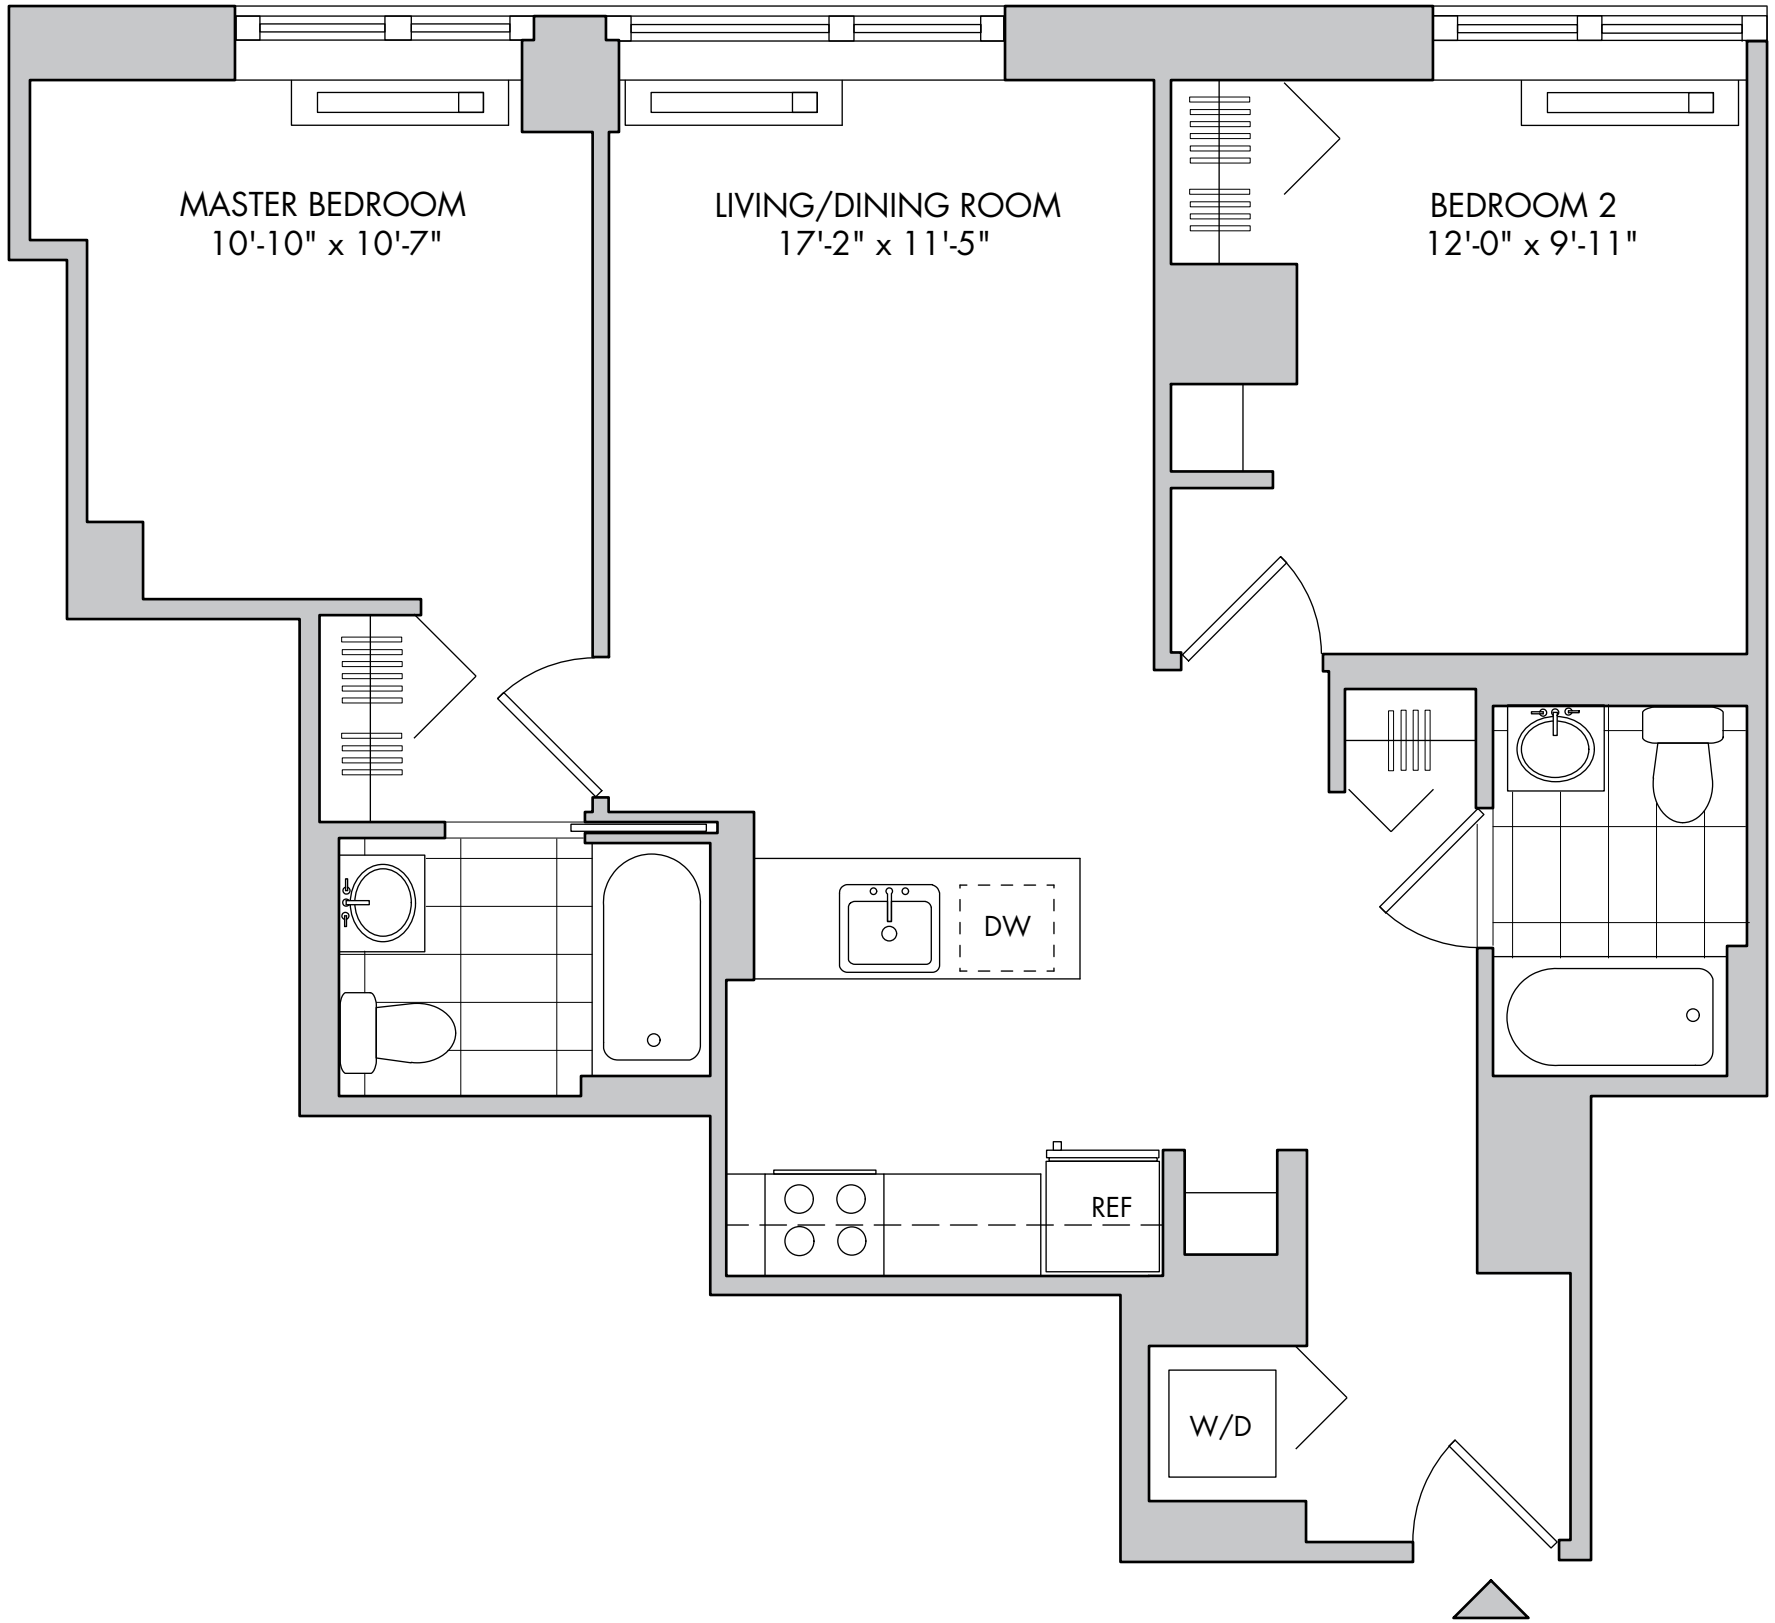 MASTER BEDROOM
10'-10" x 10'-7"
LIVING/DINING ROOM
17'-2" x 11'-5"
BEDROOM 2
12'-0" x 9'-11"
DW
REF
W/D